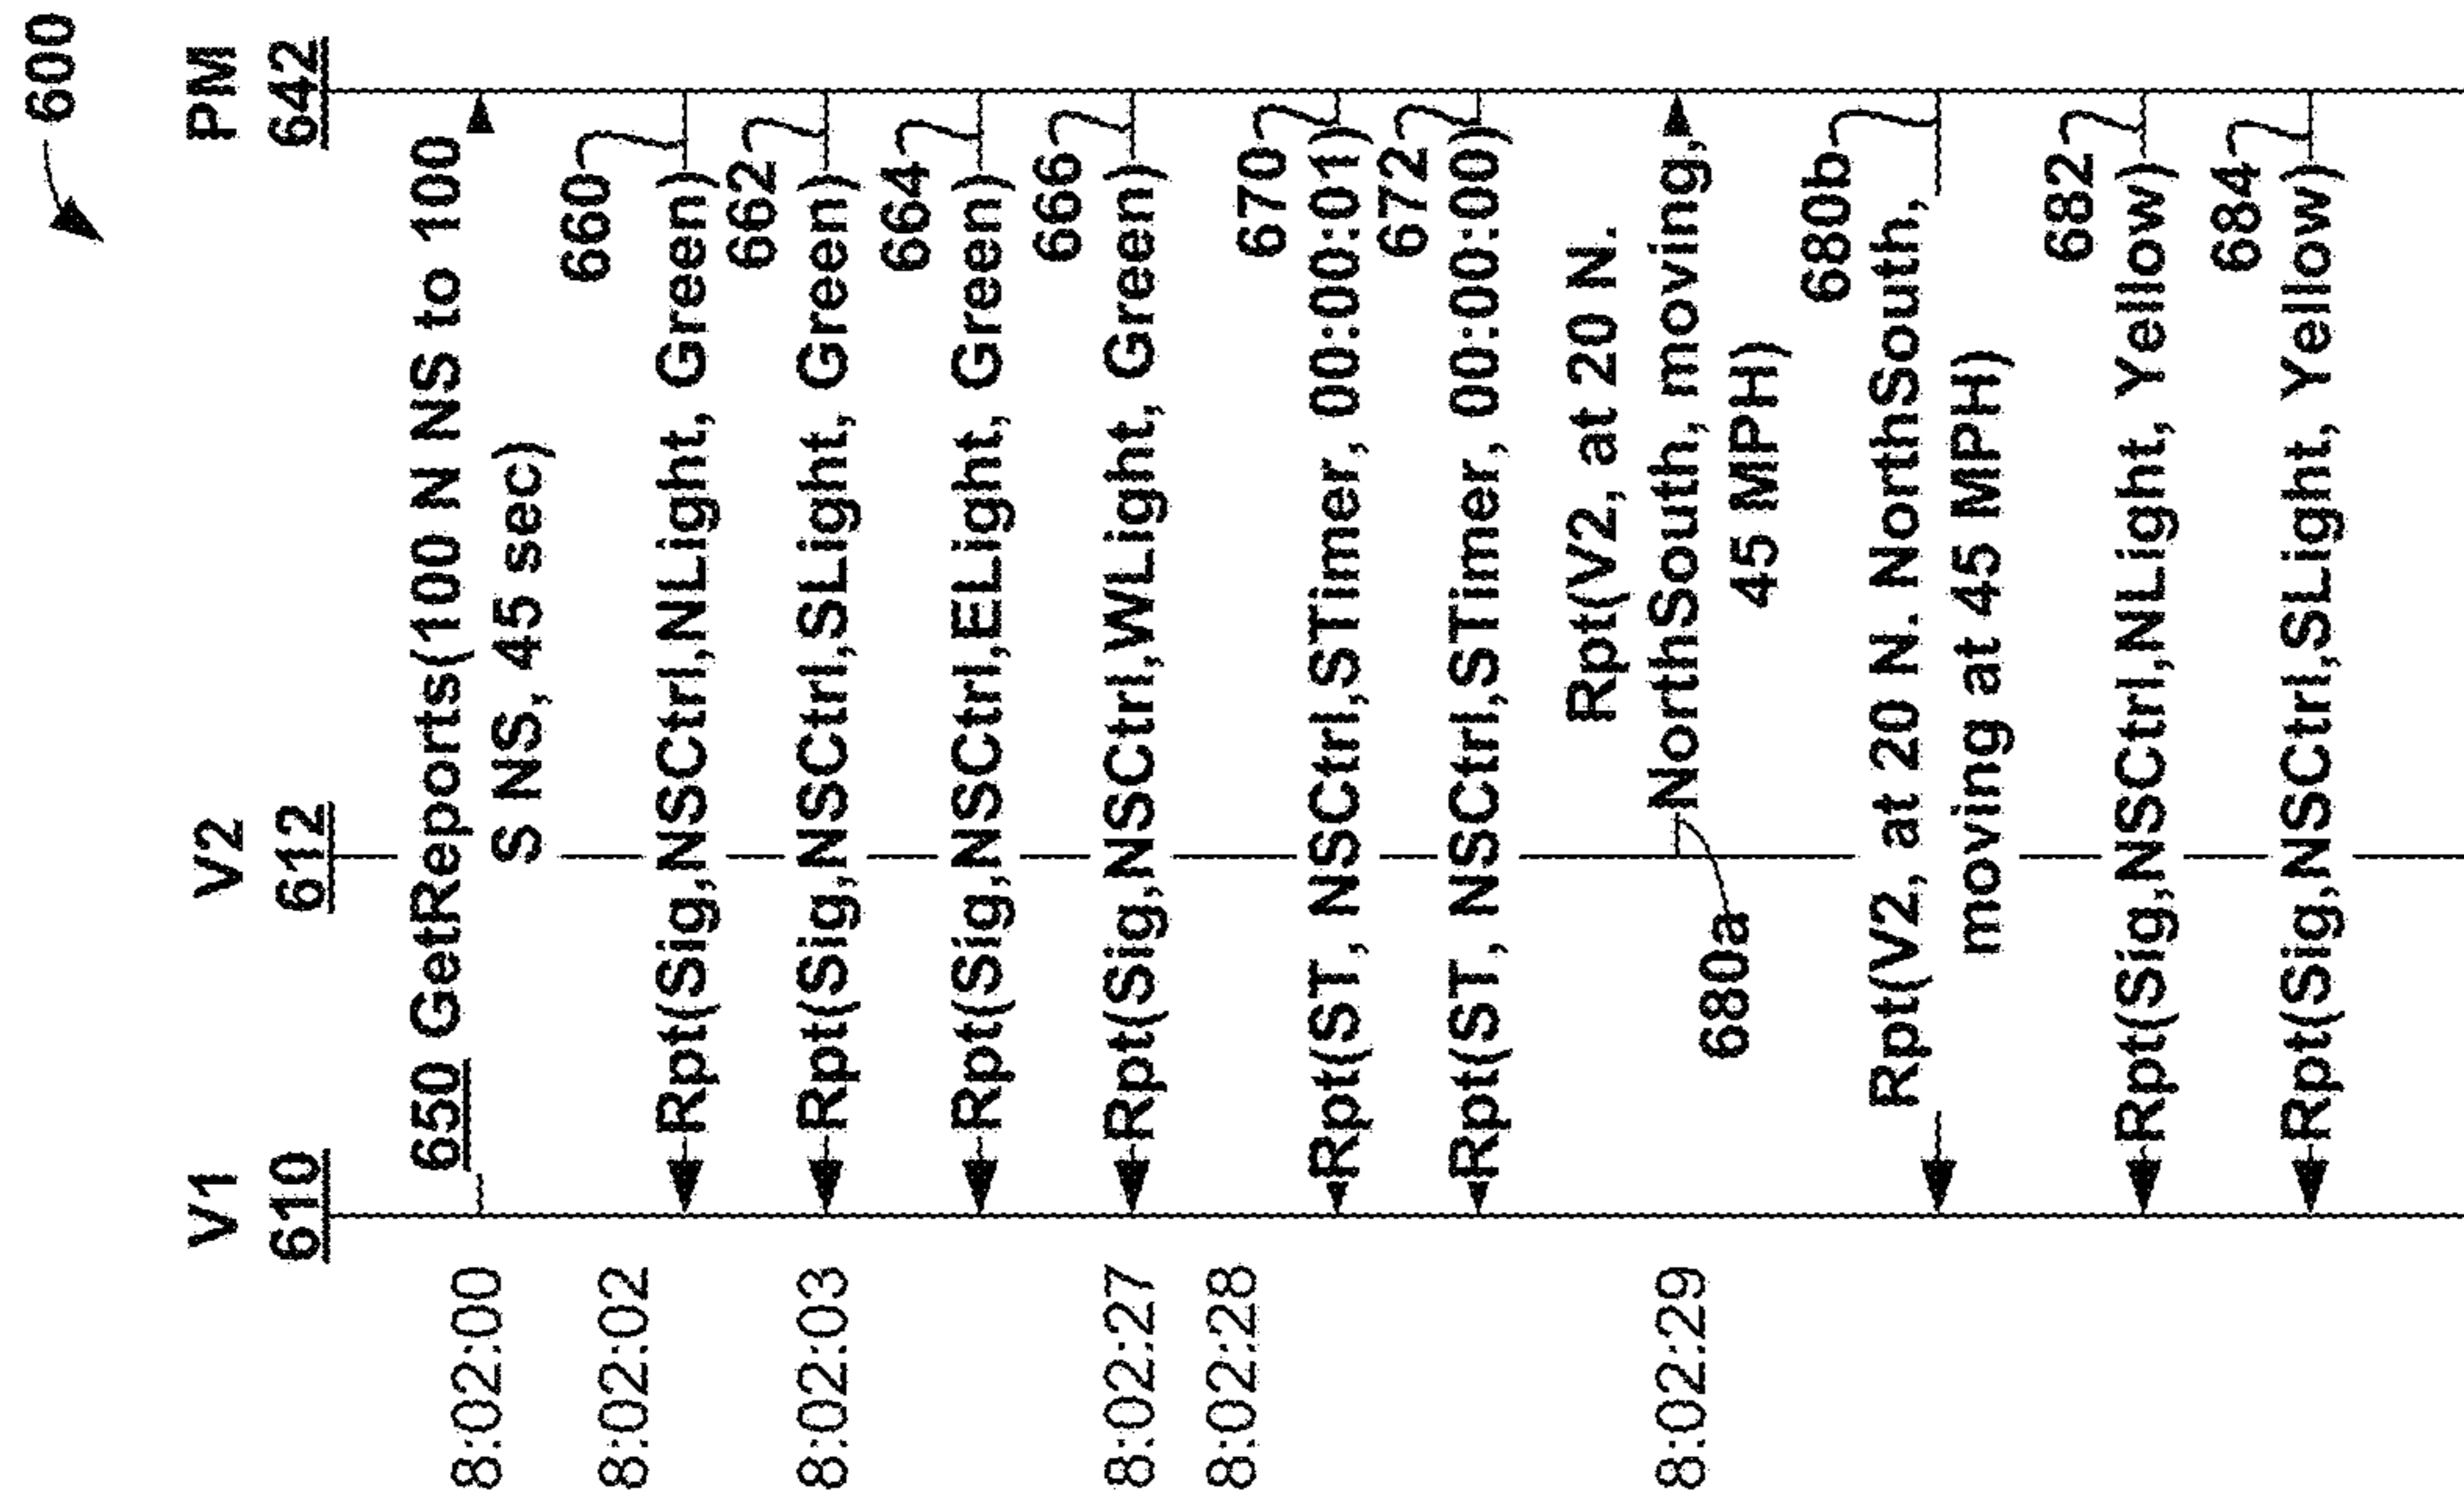 600
V1
610
V2
612
PM
642
8:02:00
650 GetReports(100 N NS to 100
S NS, 45 sec)
8:02:02
660
Rpt(Sig,NSCtrl,NLight, Green)
662
8:02:03
Rpt(Sig,NSCtrl,SLight, Green)
664
Rpt(Sig,NSCtrl,ELight, Green)
666
8:02:27
Rpt(Sig,NSCtrl,WLight, Green)
8:02:28
670
Rpt(ST, NSCtrl,STimer, 00:00:01)
672
Rpt(ST, NSCtrl,STimer, 00:00:00)
Rpt(V2, at 20 N.
8:02:29
NorthSouth, moving,
45 MPH)
680a
680b
Rpt(V2, at 20 N. NorthSouth,
moving at 45 MPH)
682
Rpt(Sig,NSCtrl,NLight, Yellow)
684
Rpt(Sig,NSCtrl,SLight, Yellow)